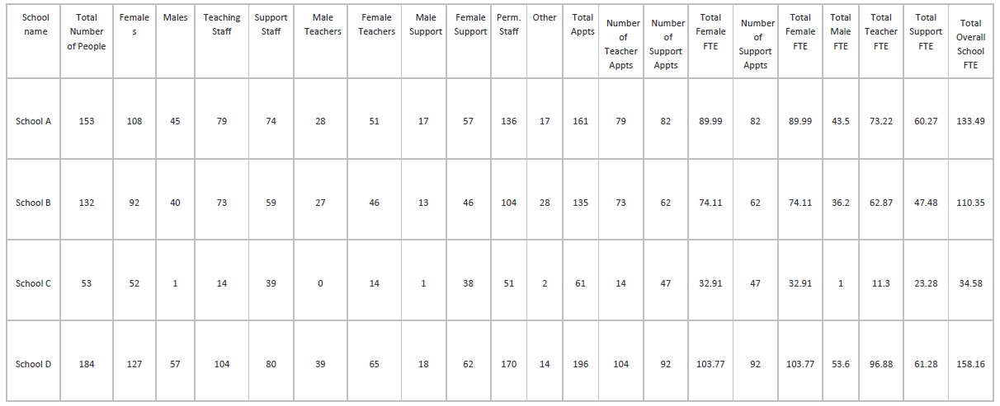 School name Total Number of People Female s Males Teaching Staff Support Staff Male Teachers Female Teachers Male Support Female Support Perm. Staff Other Total Appts Number of Teacher Appts Number of Support Appts Total Female FTE Number of Support Appts Total Female FTE Total Male FTE Total Teacher FTE Total Support FTE Total Overall School FTE
School A 153 108 45 79 74 28 51 17 57 136 17 161 79 82 89.99 82 89.99 43.5 73.22 60.27 133.49
School B 132 92 40 73 59 27 46 13 46 104 28 135 73 62 74.11 62 74.11 36.2 62.87 47.48 110.35
School C 53 52 1 14 39 0 14 1 38 51 2 61 14 47 32.91 47 32.91 1 11.3 23.28 34.58
School D 184 127 57 104 80 39 65 18 62 170 14 196 104 92 103.77 92 103.77 53.6 96.88 61.28 158.16